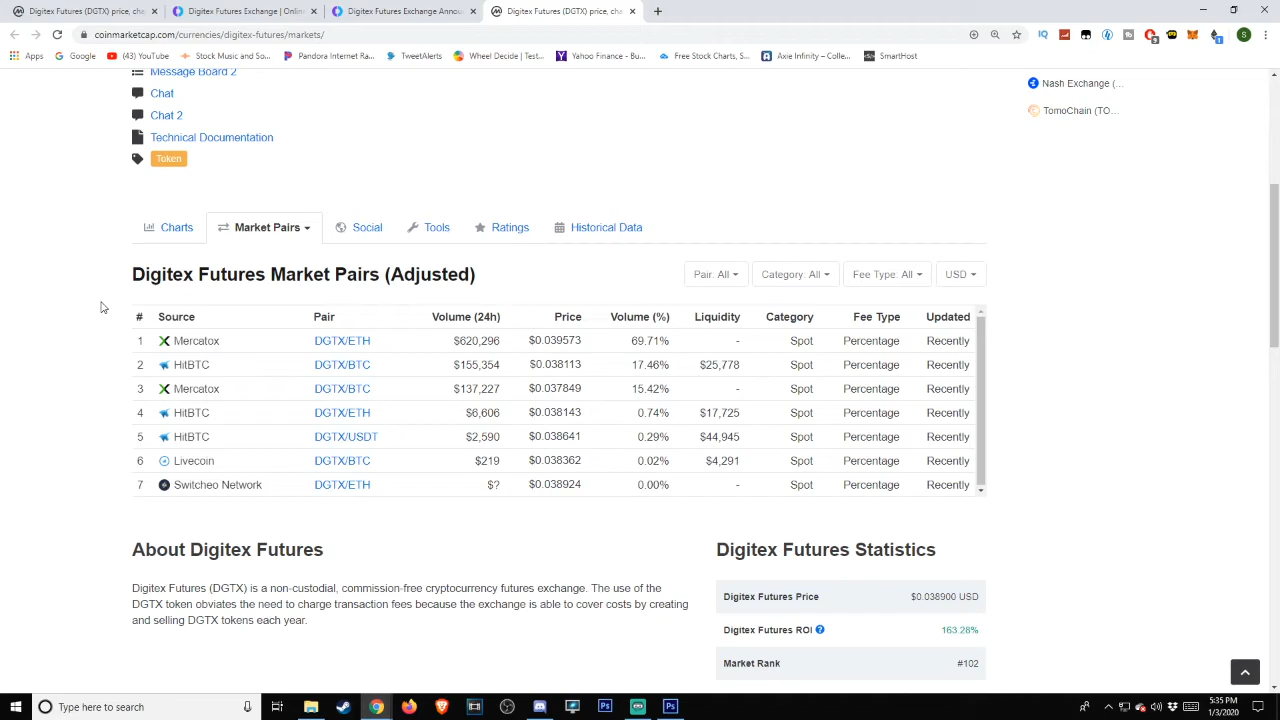 Digitex Futures (DGTX) price, ch...
Digitex Futures Exchange | Onlin
Digitex Futures Exchange Annou
Digitex Futures (DGTX) price, ch
coinmarketcap.com/currencies/digitex-futures/markets/
Apps
Google
(43) YouTube
Stock Music and So...
Pandora Internet Ra...
TweetAlerts
Wheel Decide | Test...
Yahoo Finance - Bu...
Free Stock Charts, S...
Axie Infinity – Colle...
SmartHost
Message Board 2
Chat
Chat 2
Technical Documentation
Token
Nash Exchange (...
TomoChain (TO...
Charts
Market Pairs
Social
Tools
Ratings
Historical Data
Digitex Futures Market Pairs (Adjusted)
Pair: All
Category: All
Fee Type: All
USD
# Source Pair Volume (24h) Price Volume (%) Liquidity Category Fee Type Updated
1 Mercatox DGTX/ETH $620,296 $0.039573 69.71% - Spot Percentage Recently
2 HitBTC DGTX/BTC $155,354 $0.038113 17.46% $25,778 Spot Percentage Recently
3 Mercatox DGTX/BTC $137,227 $0.037849 15.42% - Spot Percentage Recently
4 HitBTC DGTX/ETH $6,606 $0.038143 0.74% $17,725 Spot Percentage Recently
5 HitBTC DGTX/USDT $2,590 $0.038641 0.29% $44,945 Spot Percentage Recently
6 Livecoin DGTX/BTC $219 $0.038362 0.02% $4,291 Spot Percentage Recently
7 Switcheo Network DGTX/ETH $? $0.038924 0.00% - Spot Percentage Recently
About Digitex Futures
Digitex Futures (DGTX) is a non-custodial, commission-free cryptocurrency futures exchange. The use of the
DGTX token obviates the need to charge transaction fees because the exchange is able to cover costs by creating
and selling DGTX tokens each year.
Digitex Futures Statistics
Digitex Futures Price $0.038900 USD
Digitex Futures ROI 163.28%
Market Rank #102
Type here to search
5:35 PM
1/3/2020